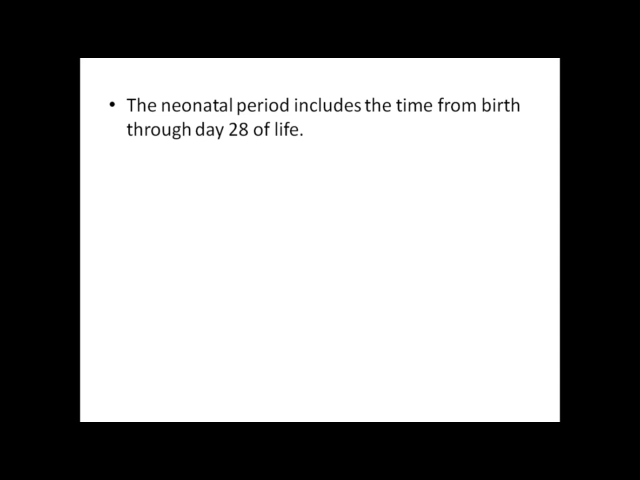 • The neonatal period includes the time from birth
through day 28 of life.